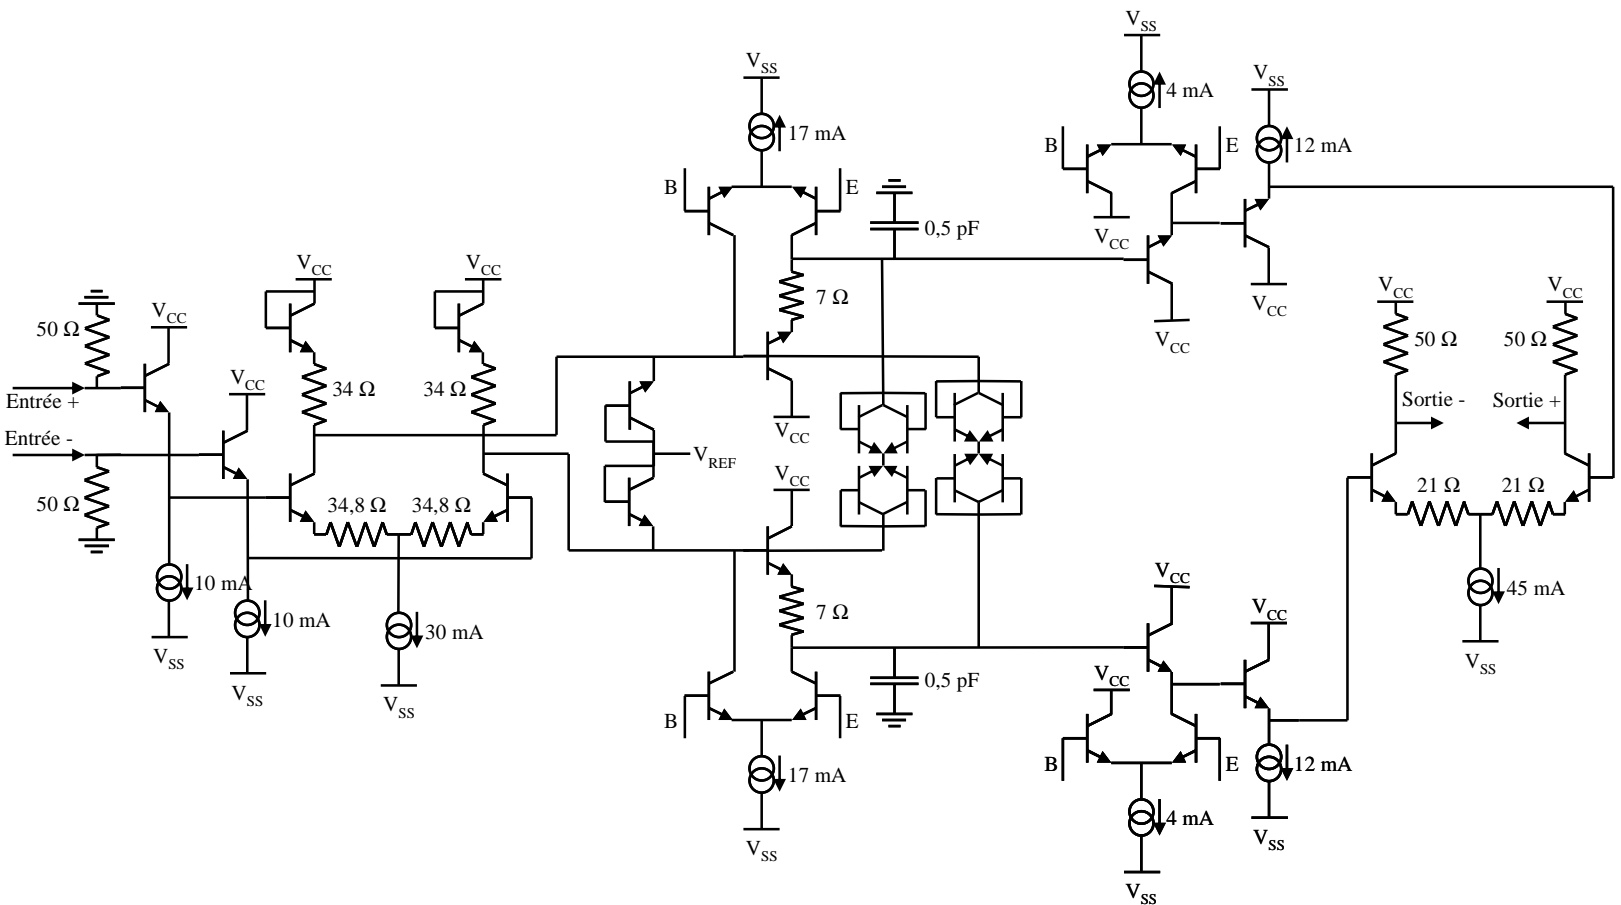 V_SS
4 mA
V_SS
12 mA
B
E
V_CC
V_CC
V_CC
V_SS
17 mA
B
E
0,5 pF
7 Ω
V_CC
V_CC
V_CC
50 Ω
V_CC
34 Ω
34 Ω
Entrée +
V_CC
Entrée -
50 Ω
34,8 Ω
34,8 Ω
10 mA
V_SS
10 mA
V_SS
30 mA
V_SS
V_REF
V_CC
V_CC
7 Ω
0,5 pF
B
E
17 mA
V_SS
V_CC
V_CC
V_CC
B
E
12 mA
V_SS
4 mA
V_SS
V_CC
V_CC
50 Ω
50 Ω
Sortie -
Sortie +
21 Ω
21 Ω
45 mA
V_SS